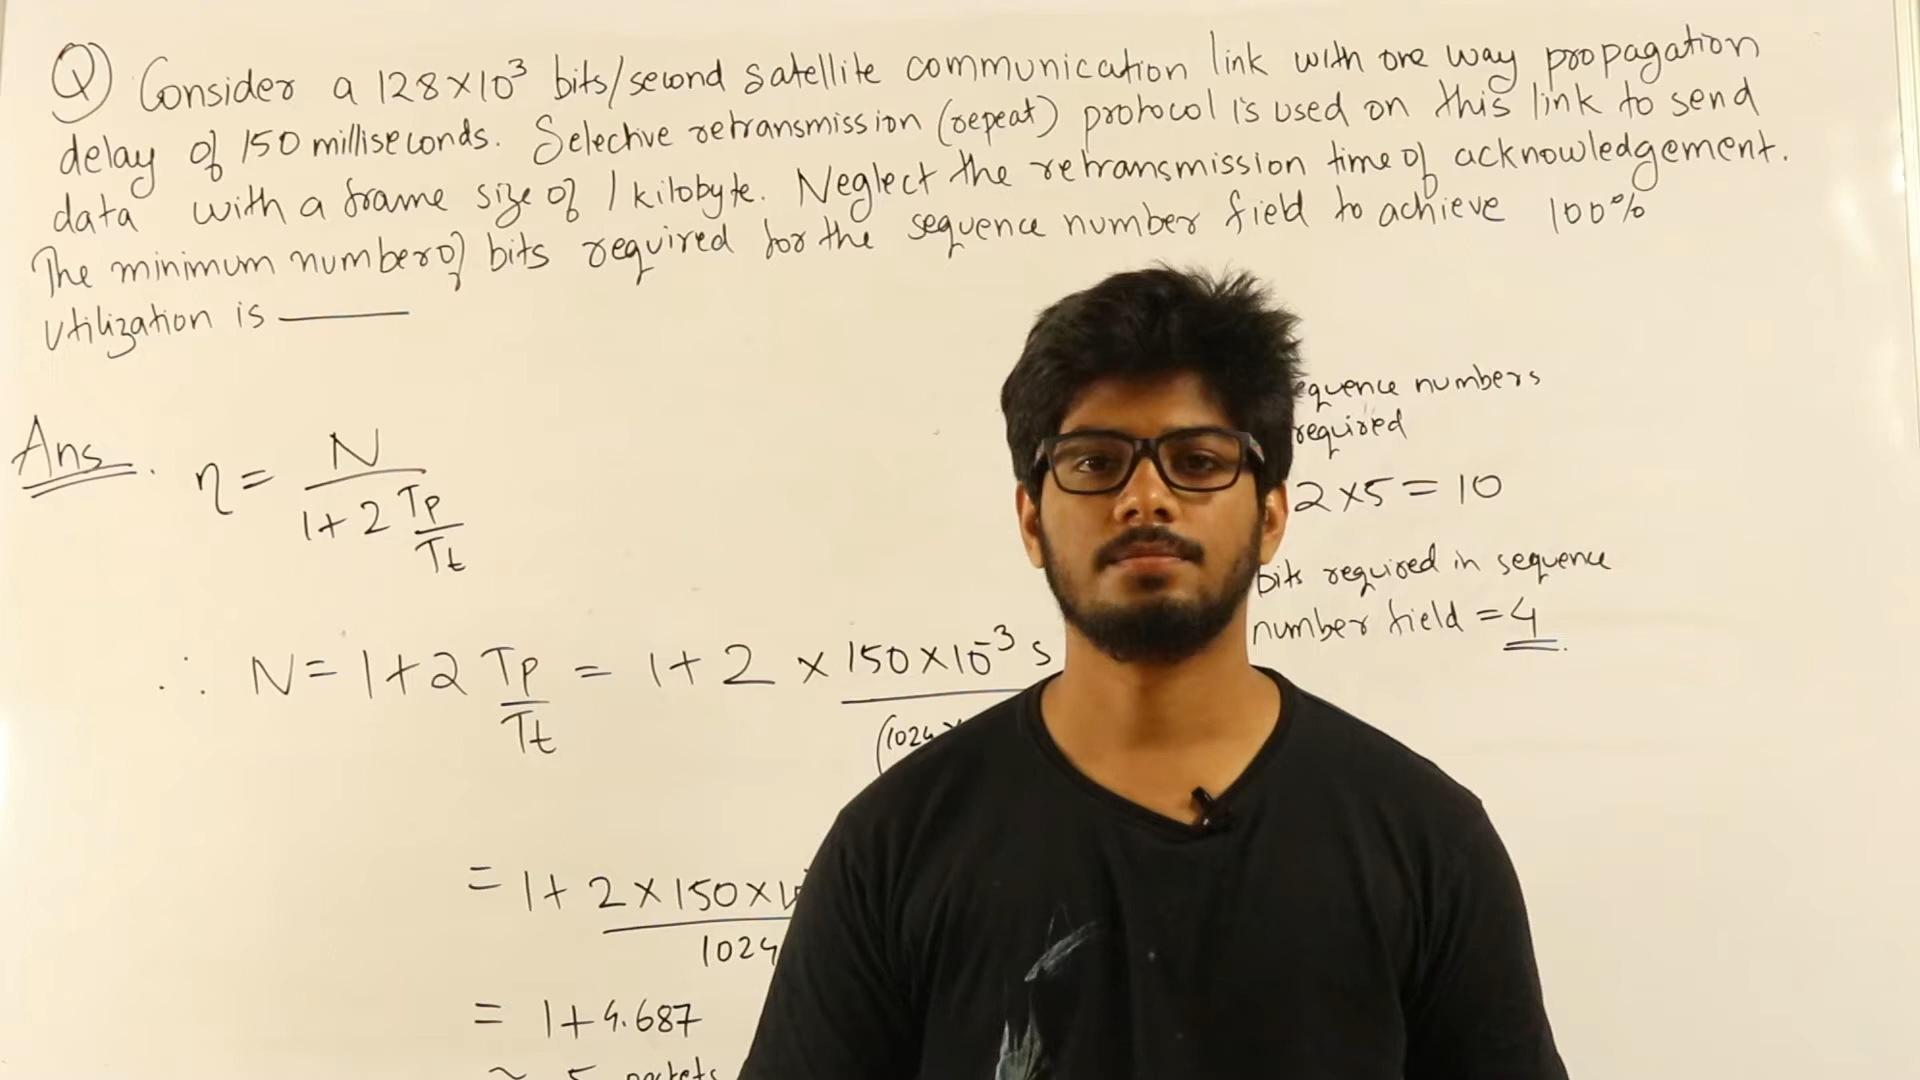 Q) Consider a 128×10³ bits/second satellite communication link with one way propagation
delay of 150 milliseconds. Selective retransmission (repeat) protocol is used on this link to send
data with a frame size of 1 kilobyte. Neglect the retransmission time of acknowledgement.
The minimum number of bits required for the sequence number field to achieve 100%
utilization is ______
Ans. η = N / (1+2 Tp/Tt)
∴ N = 1+2 Tp/Tt = 1+2 × 150×10⁻³ s
(1024
= 1+ 2×150×
1024
= 1+4.687
≈ 5 packets
equence numbers
required
2×5 = 10
bits required in sequence
number field = 4.